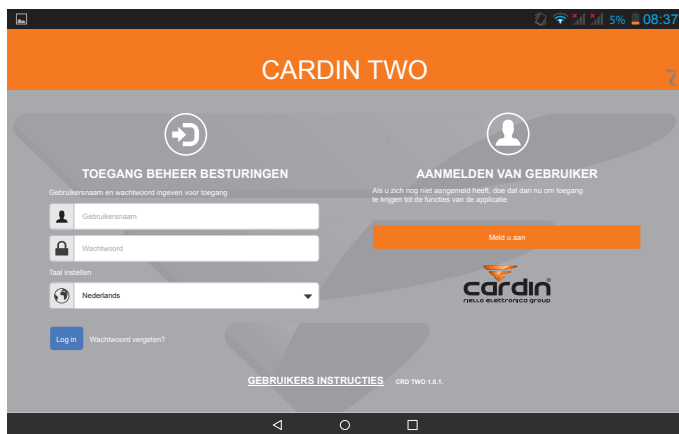 5% 08:37
CARDIN TWO
TOEGANG BEHEER BESTURINGEN
Gebruikersnaam en wachtwoord ingeven voor toegang
Gebruikersnaam
Wachtwoord
Taal instellen
Nederlands
Log in Wachtwoord vergeten?
AANMELDEN VAN GEBRUIKER
Als u zich nog niet aangemeld heeft, doe dat dan nu om toegang
te krijgen tot de functies van de applicatie
Meld u aan
cardin
riello elettronica group
GEBRUIKERS INSTRUCTIES CRD TWO 1.0.1.